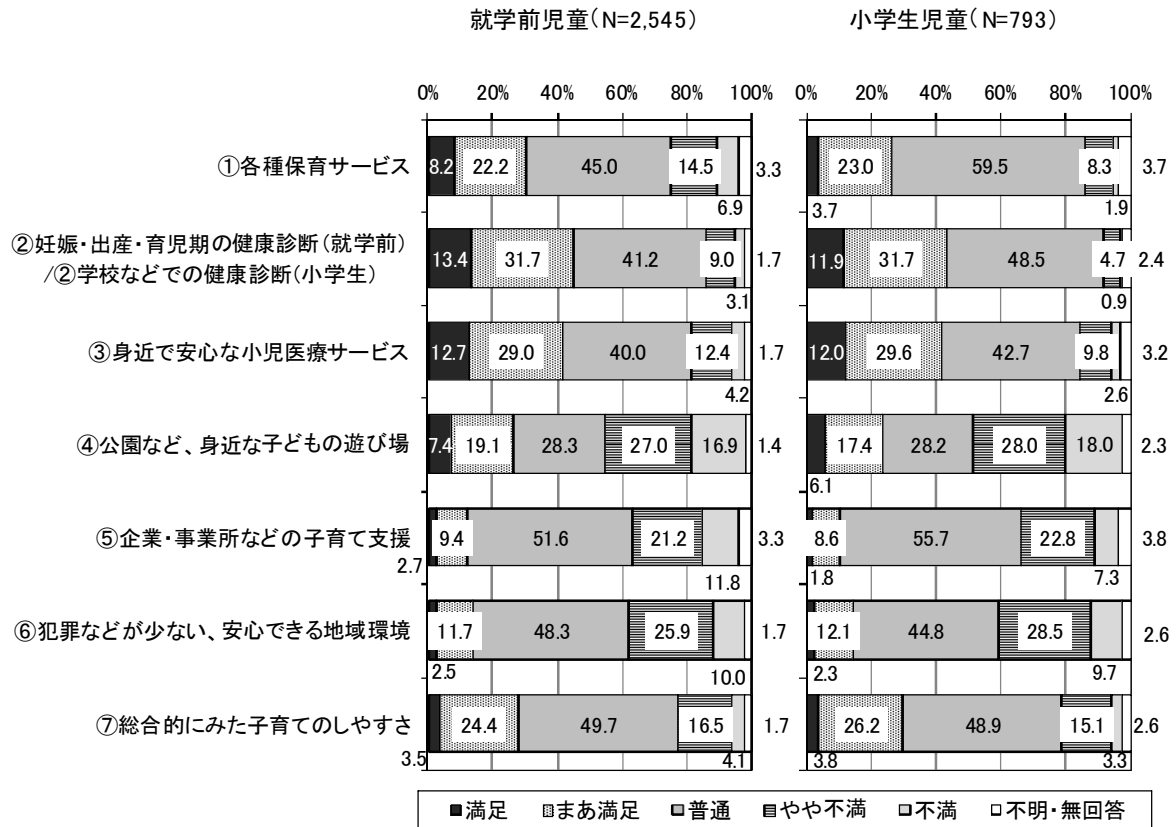 就学前児童(N=2,545)
小学生児童(N=793)
0% 20% 40% 60% 80% 100%
0% 20% 40% 60% 80% 100%
①各種保育サービス
8.2 22.2 45.0 14.5 3.3
6.9
23.0 59.5 8.3 3.7
3.7 1.9
②妊娠・出産・育児期の健康診断(就学前)
/②学校などでの健康診断(小学生)
13.4 31.7 41.2 9.0 1.7
3.1
11.9 31.7 48.5 4.7 2.4
0.9
③身近で安心な小児医療サービス
12.7 29.0 40.0 12.4 1.7
4.2
12.0 29.6 42.7 9.8 3.2
2.6
④公園など、身近な子どもの遊び場
7.4 19.1 28.3 27.0 16.9 1.4
17.4 28.2 28.0 18.0 2.3
6.1
⑤企業・事業所などの子育て支援
9.4 51.6 21.2 3.3
2.7 11.8
8.6 55.7 22.8 3.8
1.8 7.3
⑥犯罪などが少ない、安心できる地域環境
11.7 48.3 25.9 1.7
2.5 10.0
12.1 44.8 28.5 2.6
2.3 9.7
⑦総合的にみた子育てのしやすさ
24.4 49.7 16.5 1.7
3.5 4.1
26.2 48.9 15.1 2.6
3.8 3.3
満足 まあ満足 普通 やや不満 不満 不明・無回答